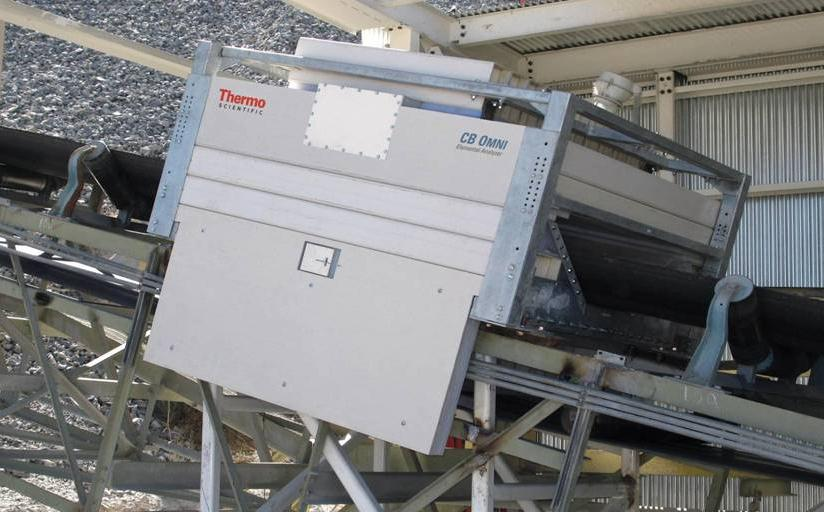 Thermo
SCIENTIFIC
CB OMNI
Elemental Analyzer